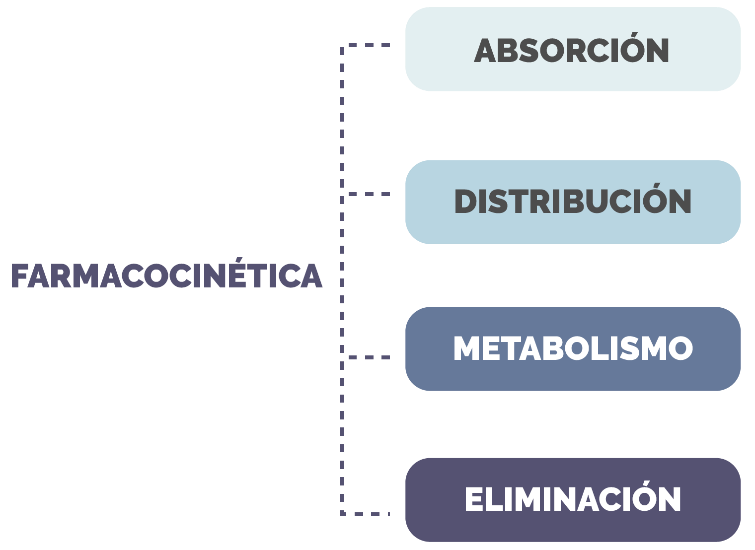 FARMACOCINÉTICA
ABSORCIÓN
DISTRIBUCIÓN
METABOLISMO
ELIMINACIÓN